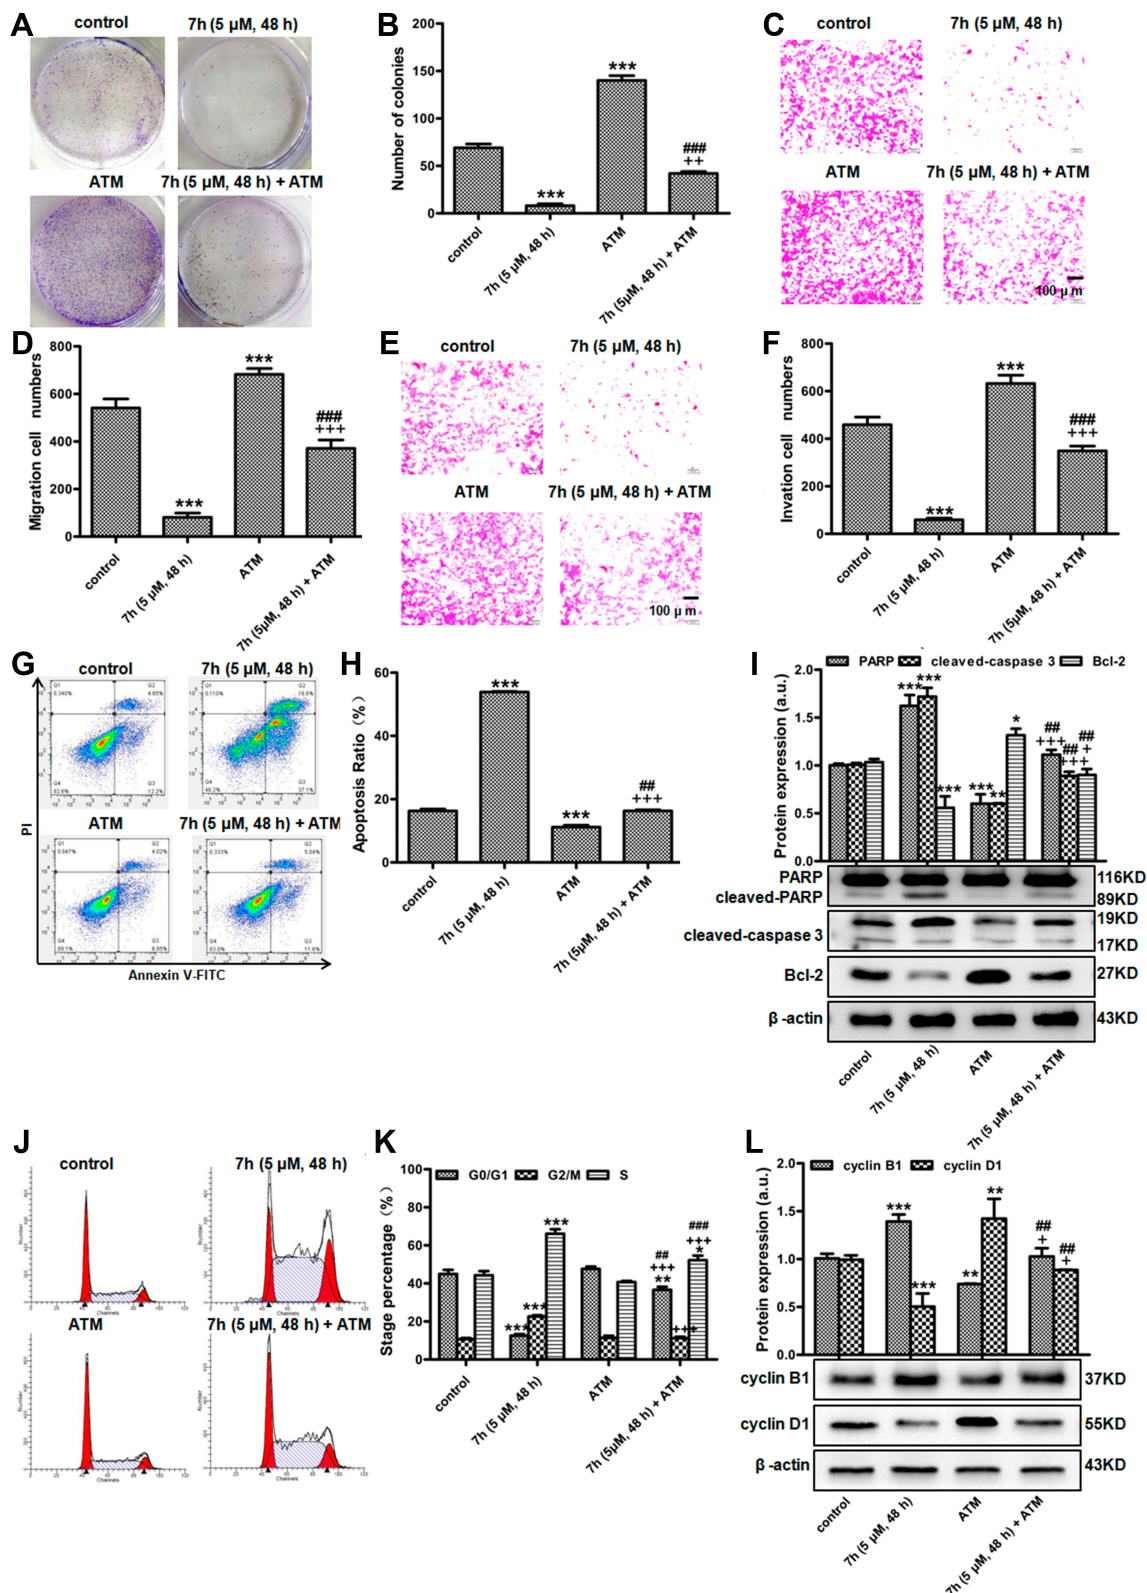 A
control
7h (5 μM, 48 h)
ATM
7h (5 μM, 48 h) + ATM
B
Number of colonies
200
150
100
50
0
***
***
***
###
++
control
7h (5 μM, 48 h)
ATM
7h (5μM, 48 h) + ATM
C
control
7h (5 μM, 48 h)
ATM
7h (5 μM, 48 h) + ATM
100 μ m
D
Migration cell numbers
800
600
400
200
0
***
***
###
+++
control
7h (5 μM, 48 h)
ATM
7h (5μM, 48 h) + ATM
E
control
7h (5 μM, 48 h)
ATM
7h (5 μM, 48 h) + ATM
100 μ m
F
Invation cell numbers
800
600
400
200
0
***
***
###
+++
control
7h (5 μM, 48 h)
ATM
7h (5μM, 48 h) + ATM
G
control
7h (5 μM, 48 h)
ATM
7h (5 μM, 48 h) + ATM
PI
Annexin V-FITC
H
Apoptosis Ratio (%)
60
40
20
0
***
***
##
+++
control
7h (5 μM, 48 h)
ATM
7h (5μM, 48 h) + ATM
I
PARP
cleaved-caspase 3
Bcl-2
Protein expression (a.u.)
2.0
1.5
1.0
0.5
0.0
***
***
***
***
**
*
##
+++
##
+++
##
+
PARP
116KD
cleaved-PARP
89KD
cleaved-caspase 3
19KD
17KD
Bcl-2
27KD
β -actin
43KD
control
7h (5 μM, 48 h)
ATM
7h (5 μM, 48 h) + ATM
J
control
7h (5 μM, 48 h)
ATM
7h (5 μM, 48 h) + ATM
Number
Channels
K
G0/G1
G2/M
S
Stage percentage (%)
100
80
60
40
20
0
***
***
***
##
+++
**
+++
###
+++
*
control
7h (5 μM, 48 h)
ATM
7h (5μM, 48 h) + ATM
L
cyclin B1
cyclin D1
Protein expression (a.u.)
2.0
1.5
1.0
0.5
0.0
***
***
**
**
##
+
##
+
cyclin B1
37KD
cyclin D1
55KD
β -actin
43KD
control
7h (5 μM, 48 h)
ATM
7h (5 μM, 48 h) + ATM